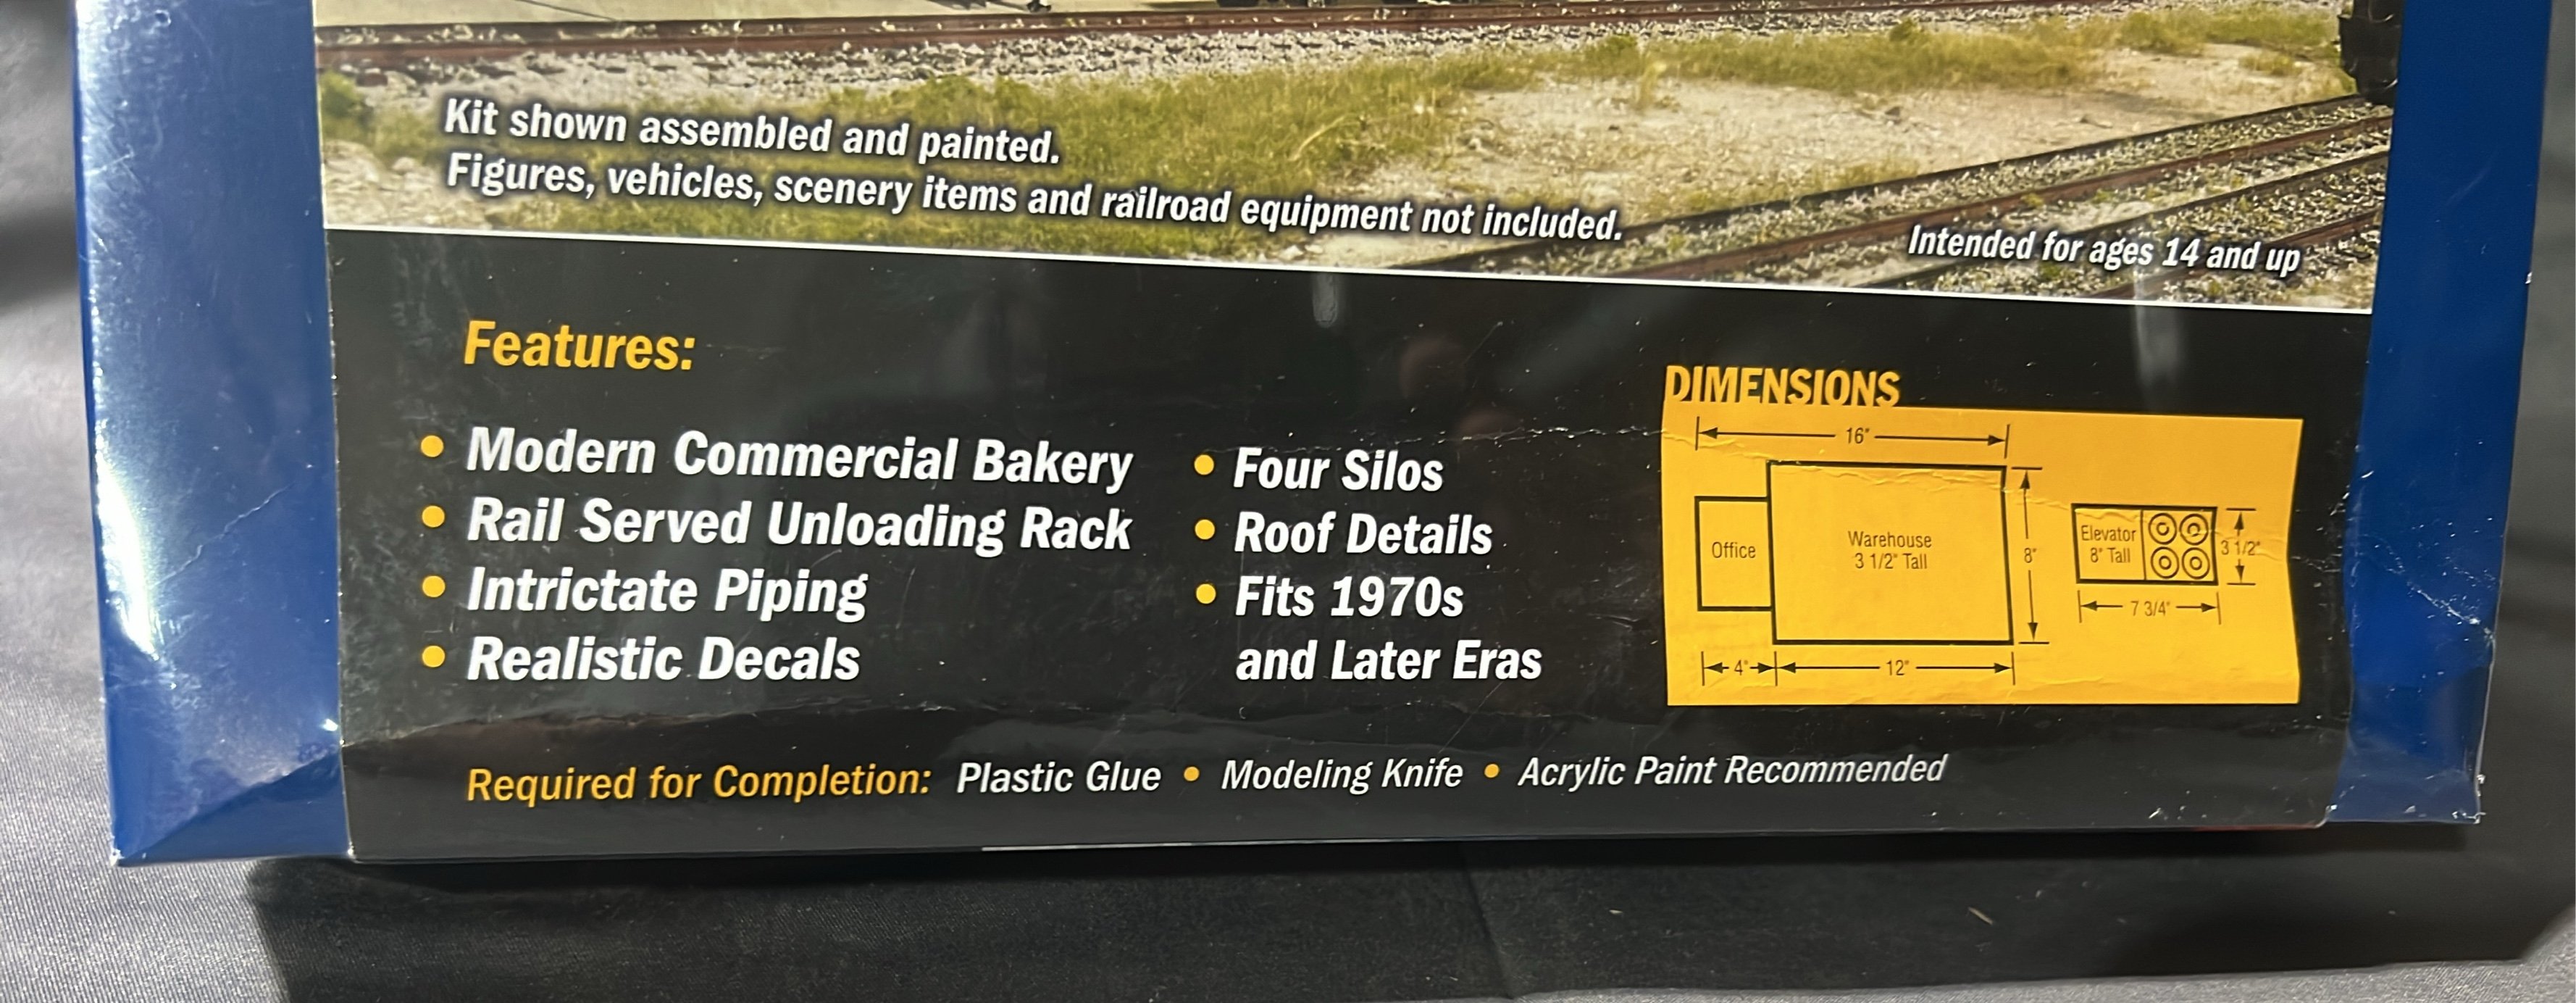 Kit shown assembled and painted.
Figures, vehicles, scenery items and railroad equipment not included.
Intended for ages 14 and up
Features:
• Modern Commercial Bakery
• Rail Served Unloading Rack
• Intrictate Piping
• Realistic Decals
• Four Silos
• Roof Details
• Fits 1970s
and Later Eras
DIMENSIONS
16"
Office
Warehouse
3 1/2" Tall
8"
4"
12"
Elevator
8" Tall
3 1/2"
7 3/4"
Required for Completion: Plastic Glue • Modeling Knife • Acrylic Paint Recommended